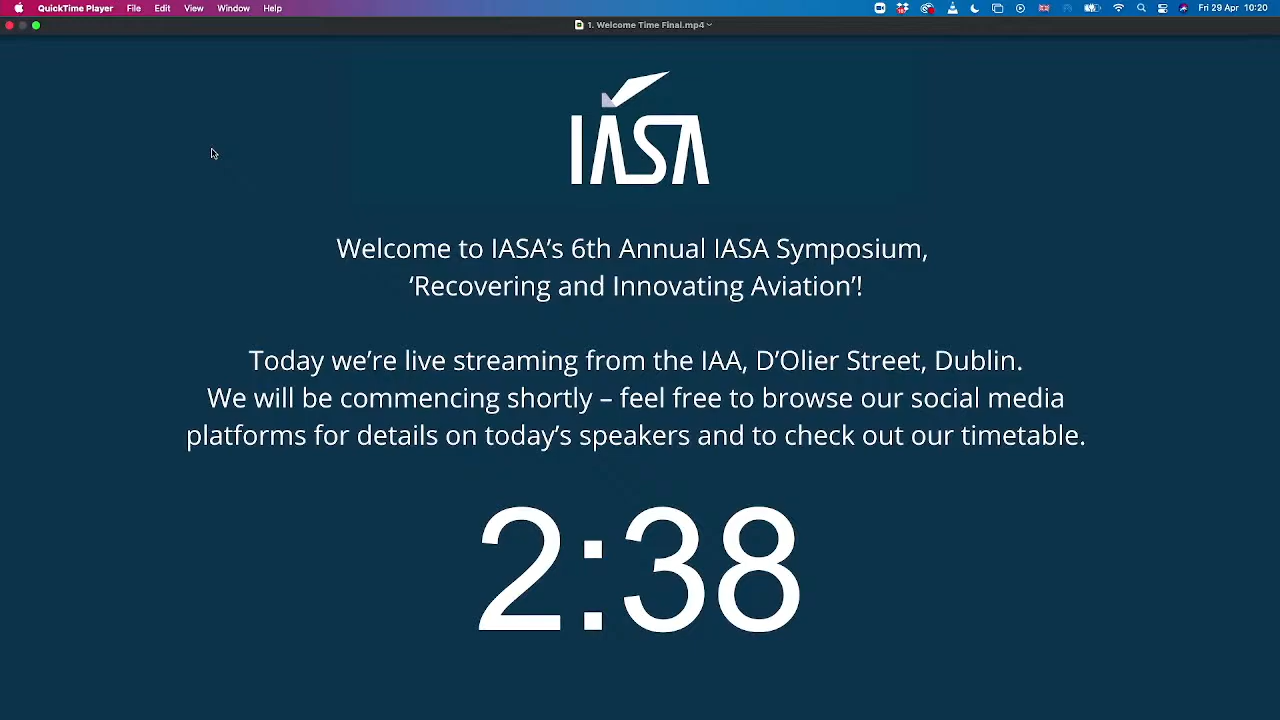 QuickTime Player File Edit View Window Help Fri 29 Apr 10:20
1. Welcome Time Final.mp4
IASA
Welcome to IASA’s 6th Annual IASA Symposium,
‘Recovering and Innovating Aviation’!
Today we’re live streaming from the IAA, D’Olier Street, Dublin.
We will be commencing shortly – feel free to browse our social media
platforms for details on today’s speakers and to check out our timetable.
2:38